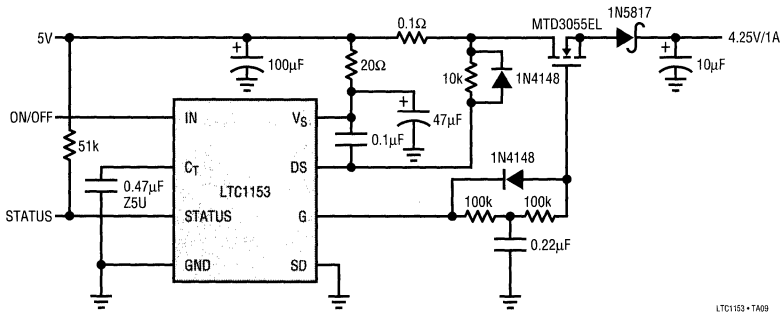 5V
0.1Ω
MTD3055EL
1N5817
4.25V/1A
100µF
20Ω
10k
1N4148
10µF
ON/OFF
IN
VS
47µF
51k
0.1µF
CT
DS
1N4148
0.47µF
Z5U
LTC1153
100k
100k
STATUS
STATUS
G
0.22µF
GND
SD
LTC1153 • TA09